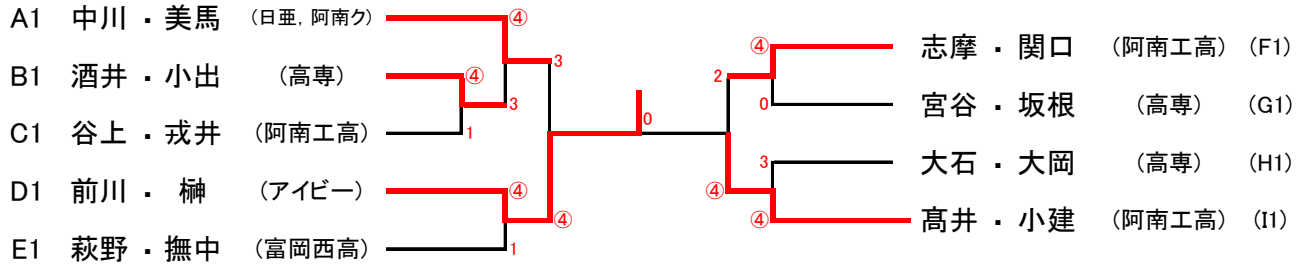 A1 中川・美馬 (日亜, 阿南ク)
B1 酒井・小出 (高専)
C1 谷上・戎井 (阿南工高)
D1 前川・榊 (アイビー)
E1 萩野・撫中 (富岡西高)
④
④
3
1
3
④
④
1
0
志摩・関口 (阿南工高) (F1)
宮谷・坂根 (高専) (G1)
大石・大岡 (高専) (H1)
髙井・小建 (阿南工高) (I1)
④
2
0
3
④
④